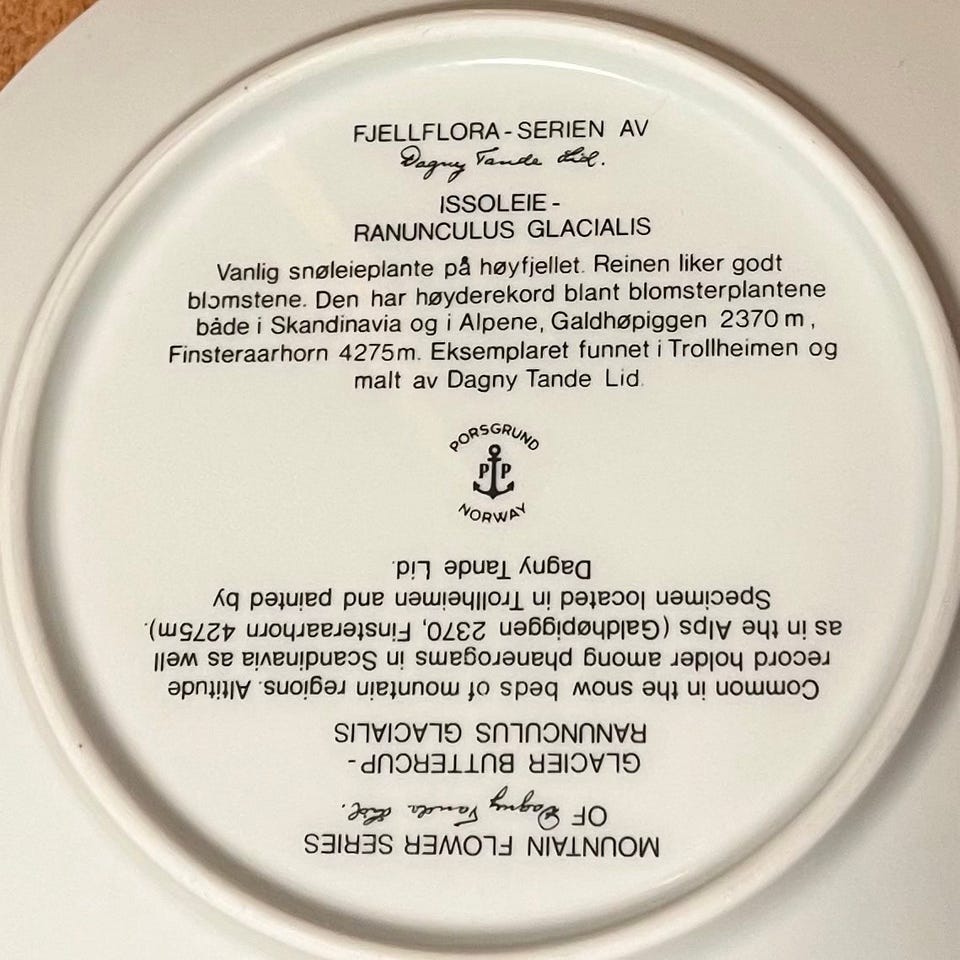 FJELLFLORA - SERIEN AV
Dagny Tande Lid.
ISSOLEIE -
RANUNCULUS GLACIALIS
Vanlig snøleieplante på høyfjellet. Reinen liker godt
blomstene. Den har høyderekord blant blomsterplantene
både i Skandinavia og i Alpene, Galdhøpiggen 2370 m,
Finsteraarhorn 4275m. Eksemplaret funnet i Trollheimen og
malt av Dagny Tande Lid.
PORSGRUND
PP
NORWAY
MOUNTAIN FLOWER SERIES
OF Dagny Tande Lid.
GLACIER BUTTERCUP-
RANUNCULUS GLACIALIS
Common in the snow beds of mountain regions. Altitude
record holder among phanerogams in Scandinavia as well
as in the Alps (Galdhøpiggen 2370, Finsteraarhorn 4275m).
Specimen located in Trollheimen and painted by
Dagny Tande Lid.